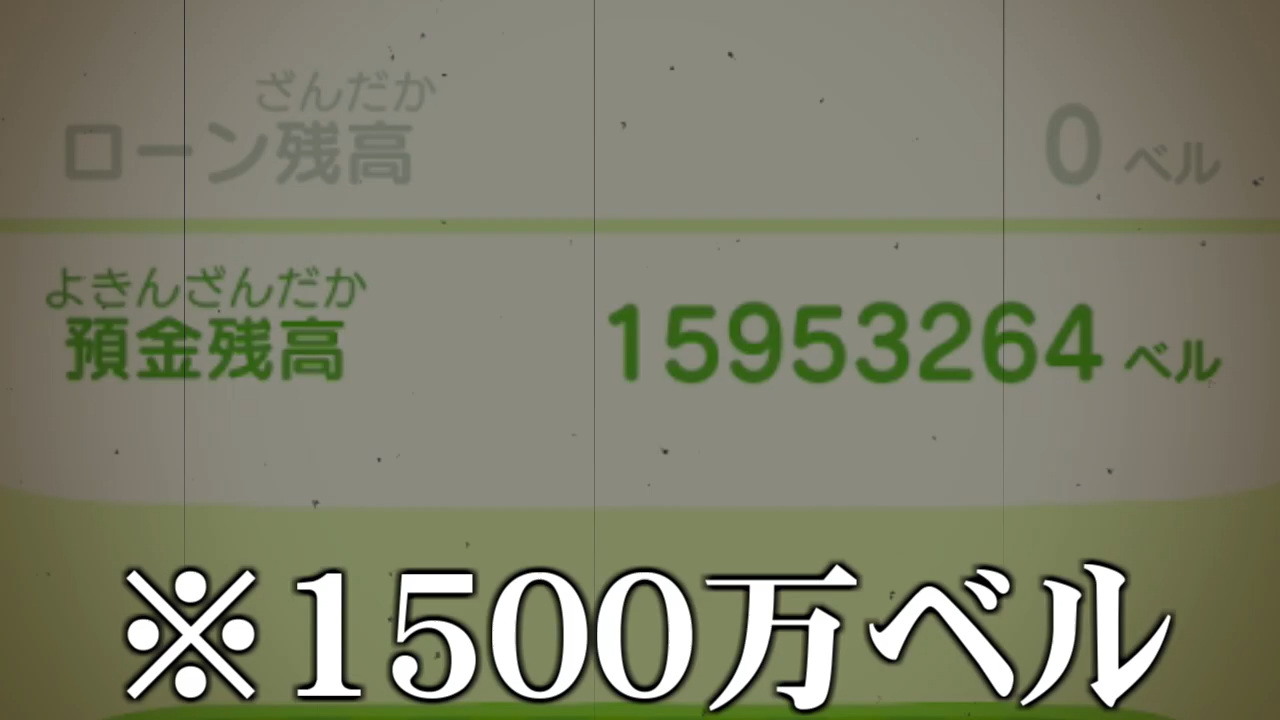 ざんだか
ローン残高 0 ベル
よきんざんだか
預金残高 15953264 ベル
※1500万ベル